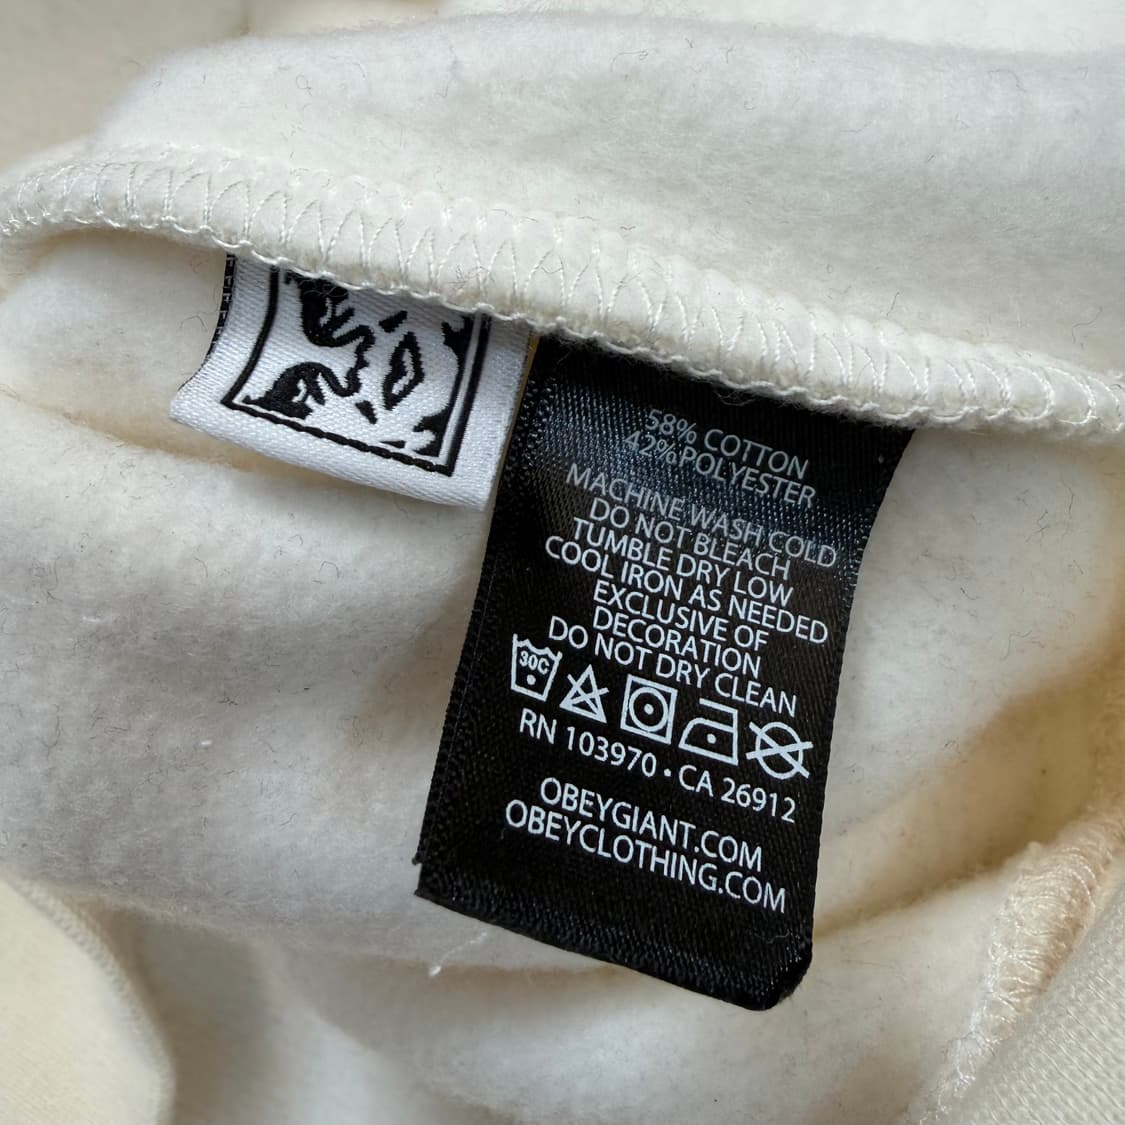 58% COTTON
42%POLYESTER
MACHINE WASH COLD
DO NOT BLEACH
TUMBLE DRY LOW
COOL IRON AS NEEDED
EXCLUSIVE OF
DECORATION
DO NOT DRY CLEAN
30C
RN 103970 • CA 26912
OBEYGIANT.COM
OBEYCLOTHING.COM